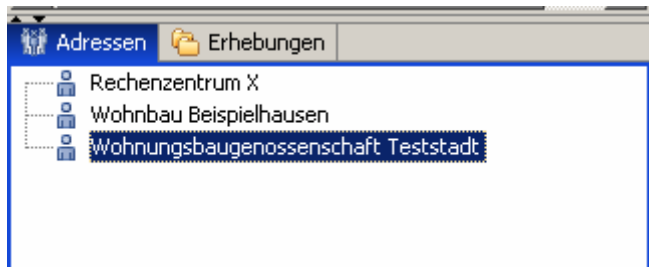 Adressen Erhebungen
Rechenzentrum X
Wohnbau Beispielhausen
Wohnungsbaugenossenschaft Teststadt